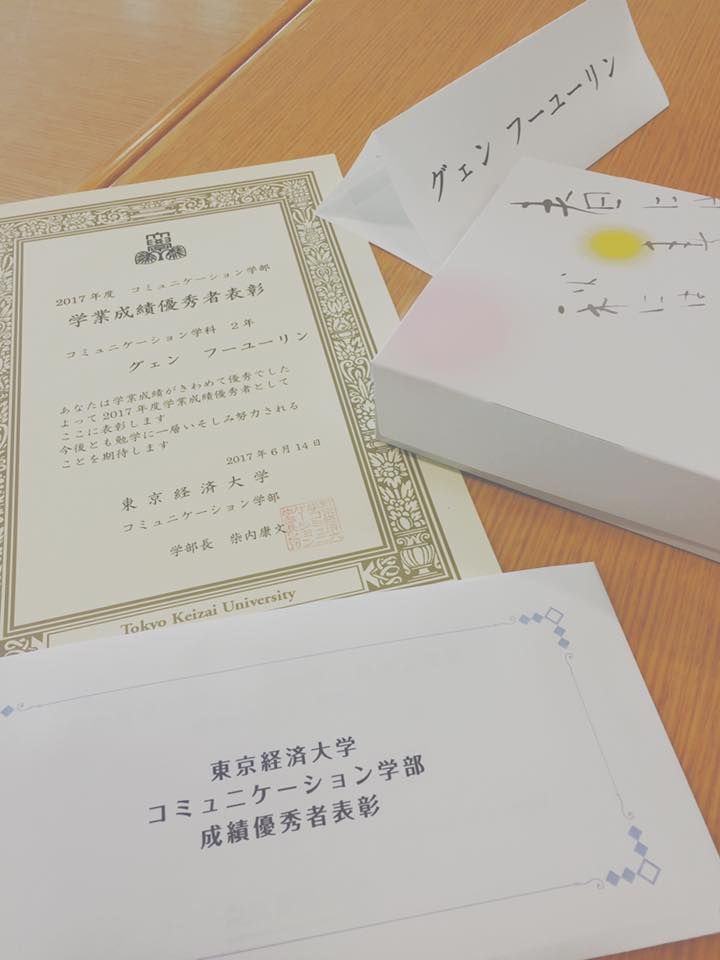 グェン フーユーリン
2017年度 コミュニケーション学部
学業成績優秀者表彰
コミュニケーション学科 2年
グェン フーユーリン
あなたは学業成績がきわめて優秀でした
よって2017年度学業成績優秀者として
ここに表彰します
今後とも勉学に一層いそしみ努力される
ことを期待します
2017年6月14日
東京経済大学
コミュニケーション学部
学部長 柴内康文
Tokyo Keizai University
東京経済大学
コミュニケーション学部
成績優秀者表彰